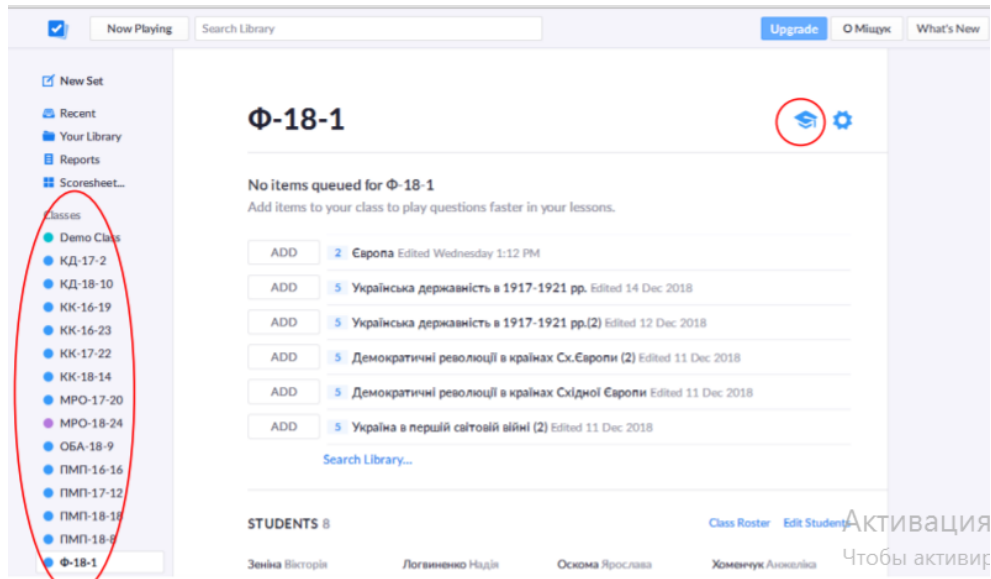 Now Playing
Search Library
Upgrade
О Міщук
What's New
New Set
Recent
Your Library
Reports
Scoresheet...
Classes
Demo Class
КД-17-2
КД-18-10
КК-16-19
КК-16-23
КК-17-22
КК-18-14
МРО-17-20
МРО-18-24
ОБА-18-9
ПМП-16-16
ПМП-17-12
ПМП-18-18
ПМП-18-8
Ф-18-1
Ф-18-1
No items queued for Ф-18-1
Add items to your class to play questions faster in your lessons.
ADD 2 Європа Edited Wednesday 1:12 PM
ADD 5 Українська державність в 1917-1921 рр. Edited 14 Dec 2018
ADD 5 Українська державність в 1917-1921 рр.(2) Edited 12 Dec 2018
ADD 5 Демократичні революції в країнах Сх.Європи (2) Edited 11 Dec 2018
ADD 5 Демократичні революції в країнах Східної Європи Edited 11 Dec 2018
ADD 5 Україна в першій світовій війні (2) Edited 11 Dec 2018
Search Library...
STUDENTS 8
Class Roster Edit Students
Зеніна Вікторія Логвиненко Надія Оскома Ярослава Хоменчук Анжеліка
Активация
Чтобы активир